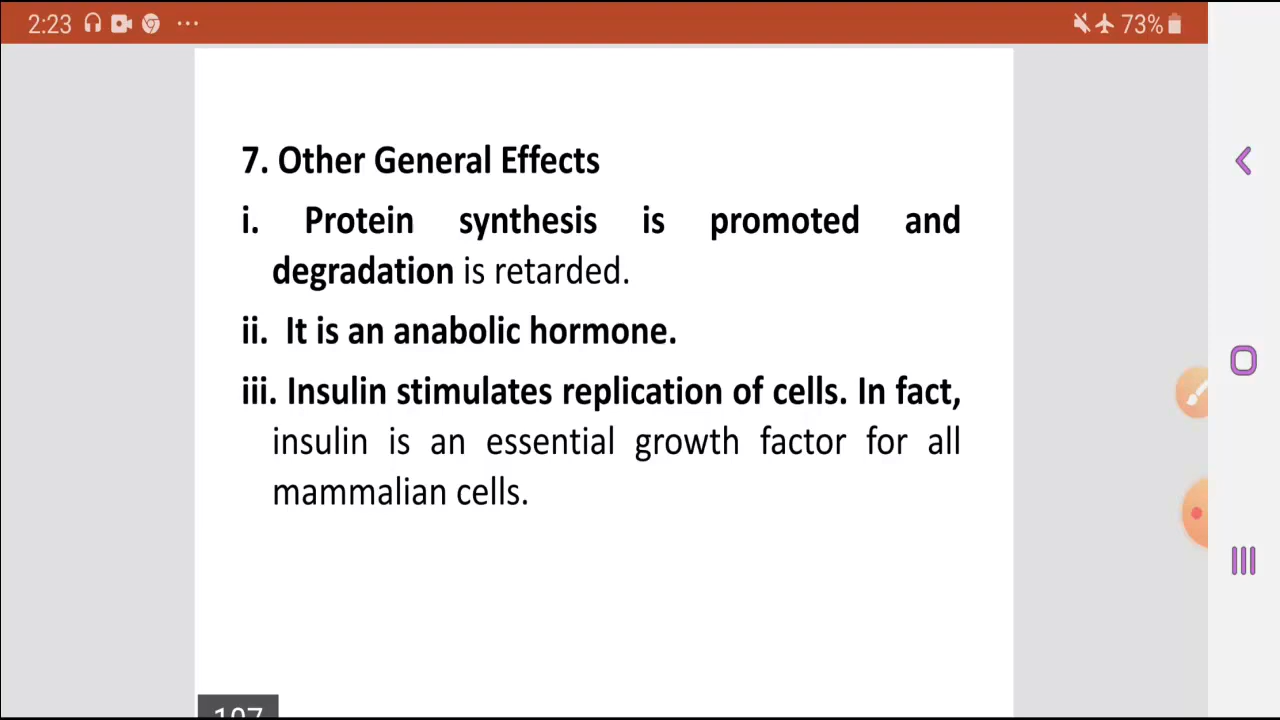 2:23 ... 73%
7. Other General Effects
i. Protein synthesis is promoted and
degradation is retarded.
ii. It is an anabolic hormone.
iii. Insulin stimulates replication of cells. In fact,
insulin is an essential growth factor for all
mammalian cells.